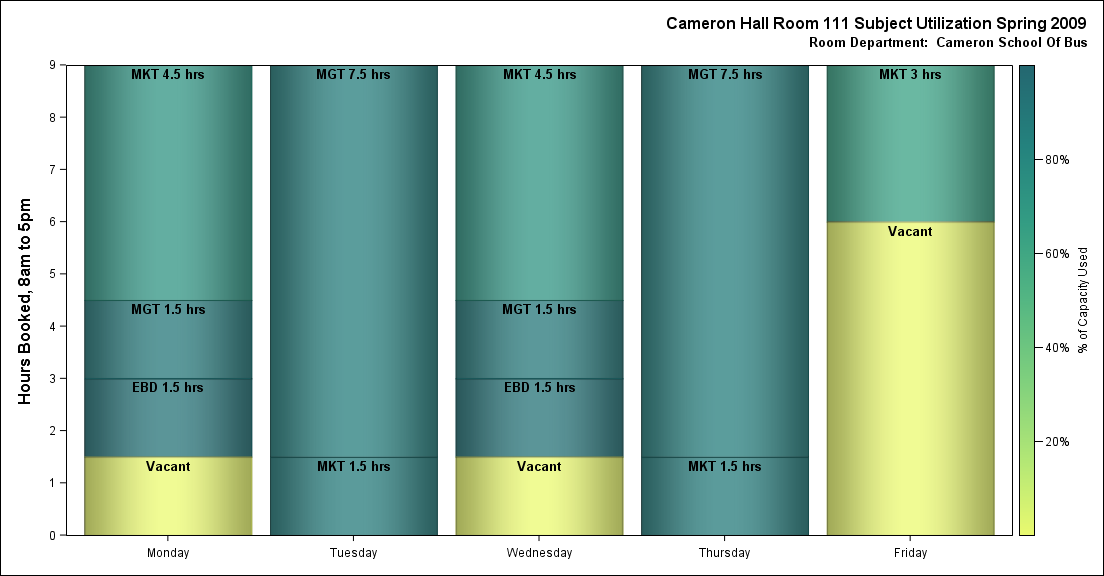 Cameron Hall Room 111 Subject Utilization Spring 2009
Room Department:  Cameron School Of Bus
Hours Booked, 8am to 5pm
9
8
7
6
5
4
3
2
1
0
MKT 4.5 hrs
MGT 1.5 hrs
EBD 1.5 hrs
Vacant
MGT 7.5 hrs
MKT 1.5 hrs
MKT 4.5 hrs
MGT 1.5 hrs
EBD 1.5 hrs
Vacant
MGT 7.5 hrs
MKT 1.5 hrs
MKT 3 hrs
Vacant
Monday
Tuesday
Wednesday
Thursday
Friday
80%
60%
40%
20%
% of Capacity Used